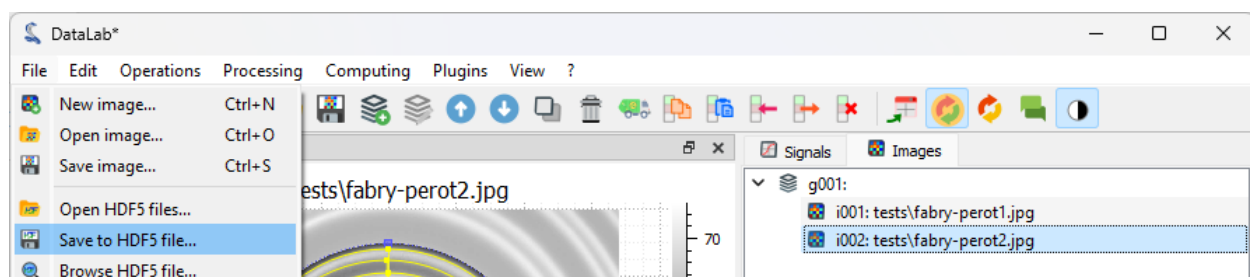 DataLab*
File Edit Operations Processing Computing Plugins View ?
New image... Ctrl+N
Open image... Ctrl+O
Save image... Ctrl+S
Open HDF5 files...
Save to HDF5 file...
Browse HDF5 file...
ests\fabry-perot2.jpg
70
Signals Images
g001:
i001: tests\fabry-perot1.jpg
i002: tests\fabry-perot2.jpg